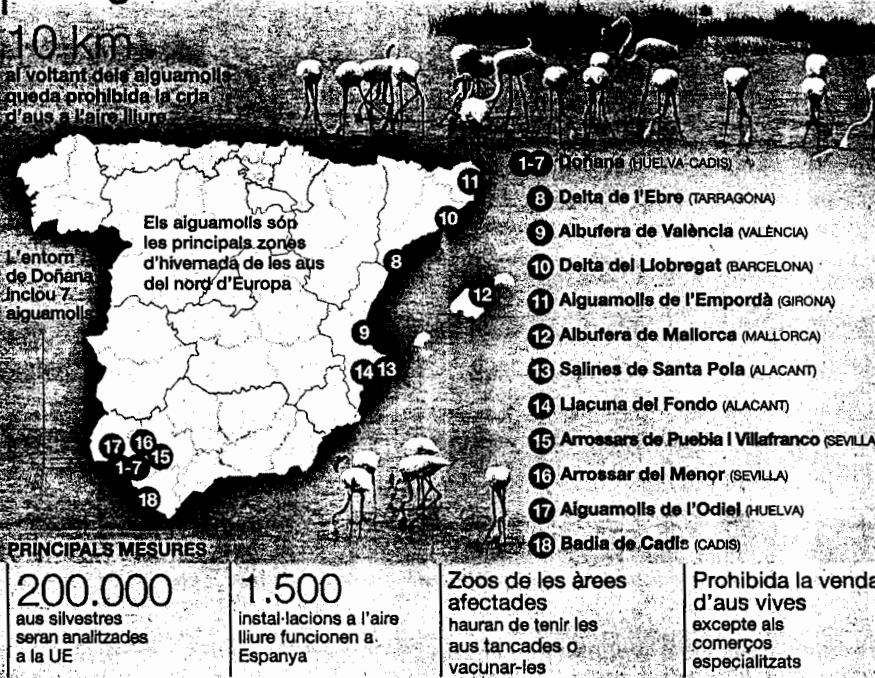 10 km
al voltant dels aiguamolls
queda prohibida la cria
d'aus a l'aire lliure
Els aiguamolls són
les principals zones
d'hivernada de les aus
del nord d'Europa
L'entorn
de Doñana
inclou 7
aiguamolls
11
10
8
12
9
14
13
17
16
15
1-7
18
1-7 Doñana (HUELVA-CADIS)
8 Delta de l'Ebre (TARRAGONA)
9 Albufera de València (VALÈNCIA)
10 Delta del Llobregat (BARCELONA)
11 Aiguamolls de l'Empordà (GIRONA)
12 Albufera de Mallorca (MALLORCA)
13 Salines de Santa Pola (ALACANT)
14 Llacuna del Fondo (ALACANT)
15 Arrossars de Puebla i Villafranco (SEVILLA
16 Arrossar del Menor (SEVILLA)
17 Aiguamolls de l'Odiel (HUELVA)
18 Badia de Cadis (CADIS)
PRINCIPALS MESURES
200.000
aus silvestres
seran analitzades
a la UE
1.500
instal·lacions a l'aire
lliure funcionen a
Espanya
Zoos de les àrees
afectades
hauran de tenir les
aus tancades o
vacunar-les
Prohibida la venda
d'aus vives
excepte als
comerços
especialitzats